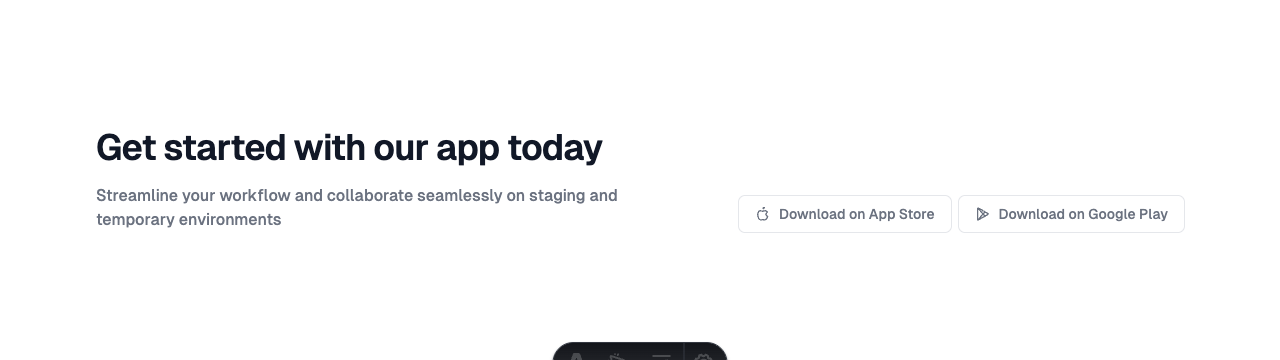 Get started with our app today
Streamline your workflow and collaborate seamlessly on staging and
temporary environments
Download on App Store
Download on Google Play